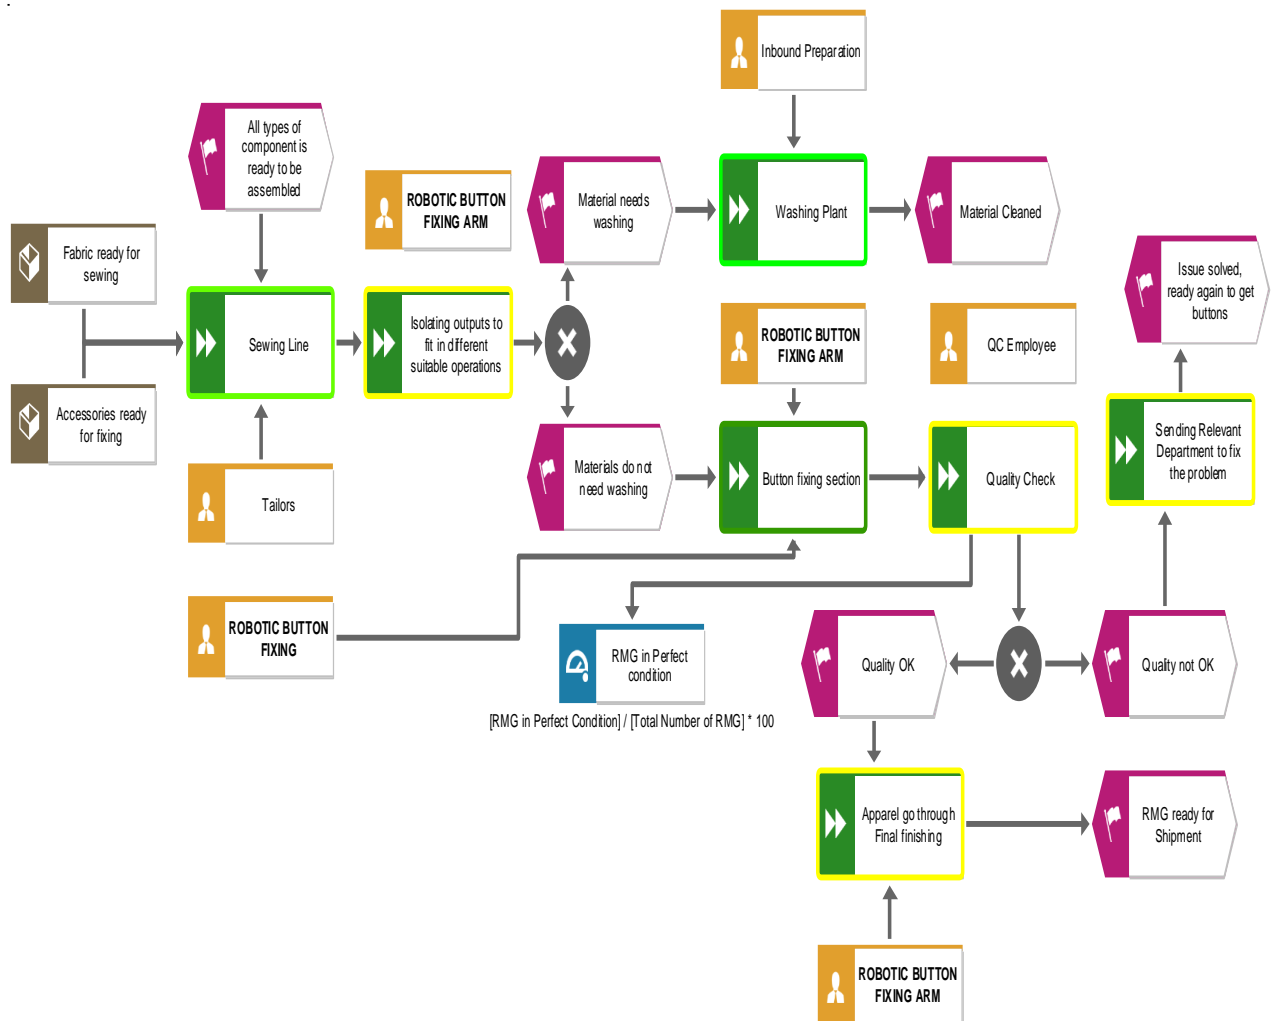 Inbound Preparation
All types of
component is
ready to be
assembled
ROBOTIC BUTTON
FIXING ARM
Material needs
washing
Washing Plant
Material Cleaned
Fabric ready for
sewing
Issue solved,
ready again to get
buttons
Sewing Line
Isolating outputs to
fit in different
suitable operations
ROBOTIC BUTTON
FIXING ARM
QC Employee
Accessories ready
for fixing
Tailors
Materials do not
need washing
Button fixing section
Quality Check
Sending Relevant
Department to fix
the problem
ROBOTIC BUTTON
FIXING
RMG in Perfect
condition
[RMG in Perfect Condition] / [Total Number of RMG] * 100
Quality OK
Quality not OK
Apparel go through
Final finishing
RMG ready for
Shipment
ROBOTIC BUTTON
FIXING ARM